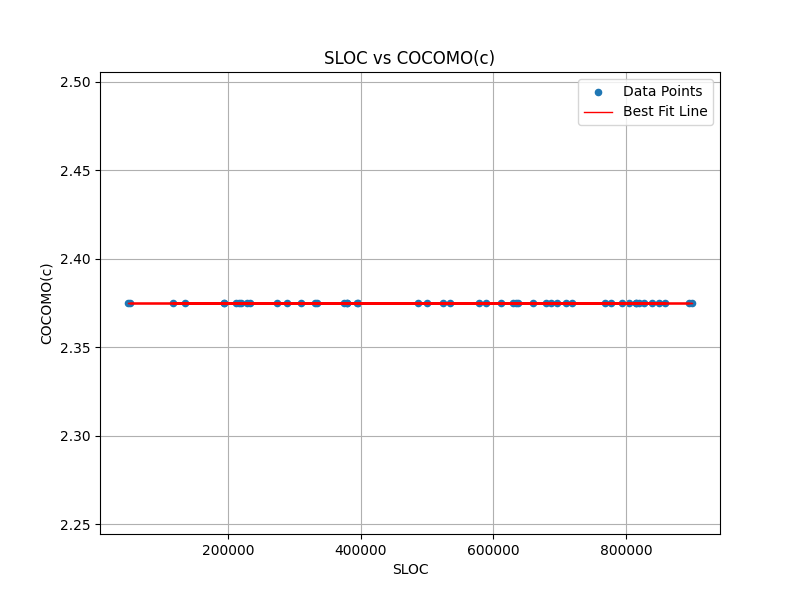 SLOC vs COCOMO(c)
Data Points
Best Fit Line
2.50
2.45
2.40
2.35
2.30
2.25
COCOMO(c)
200000 400000 600000 800000
SLOC